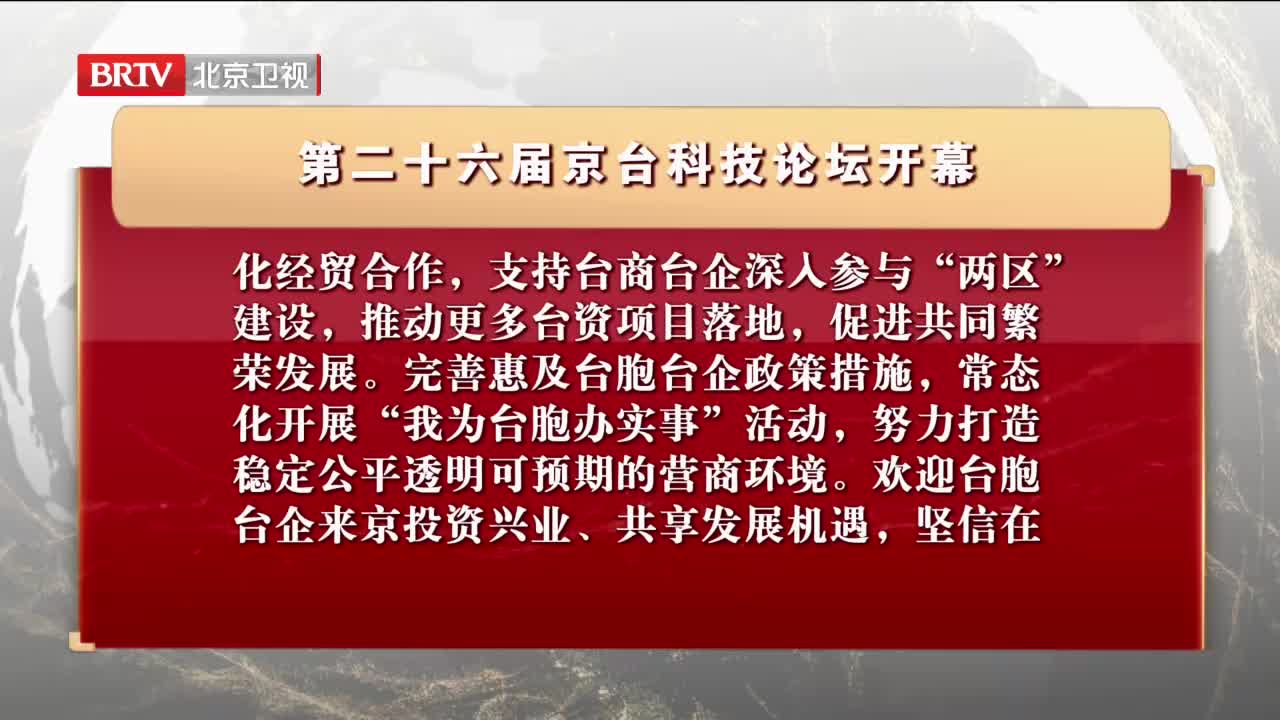 BRTV 北京卫视
第二十六届京台科技论坛开幕
化经贸合作，支持台商台企深入参与“两区”
建设，推动更多台资项目落地，促进共同繁
荣发展。完善惠及台胞台企政策措施，常态
化开展“我为台胞办实事”活动，努力打造
稳定公平透明可预期的营商环境。欢迎台胞
台企来京投资兴业、共享发展机遇，坚信在